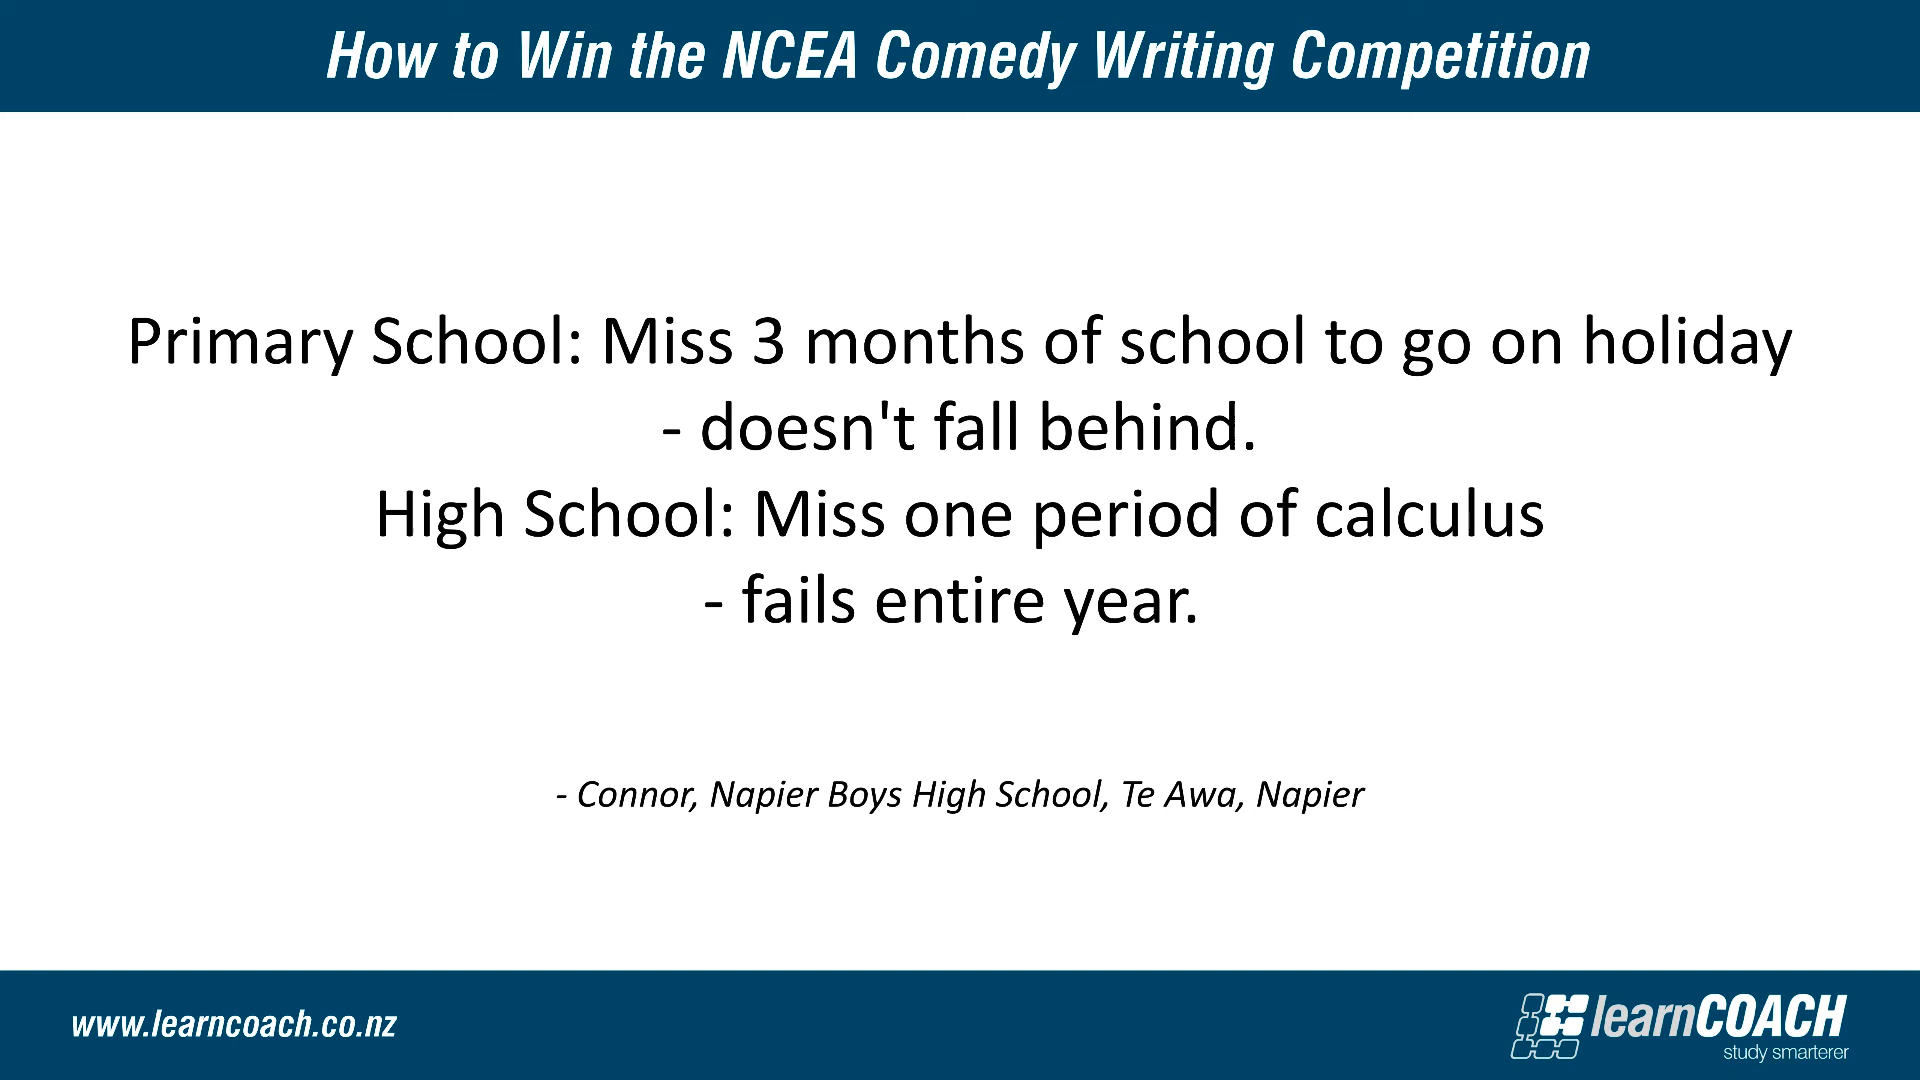 How to Win the NCEA Comedy Writing Competition
Primary School: Miss 3 months of school to go on holiday
- doesn't fall behind.
High School: Miss one period of calculus
- fails entire year.
- Connor, Napier Boys High School, Te Awa, Napier
www.learncoach.co.nz
learnCOACH
study smarterer